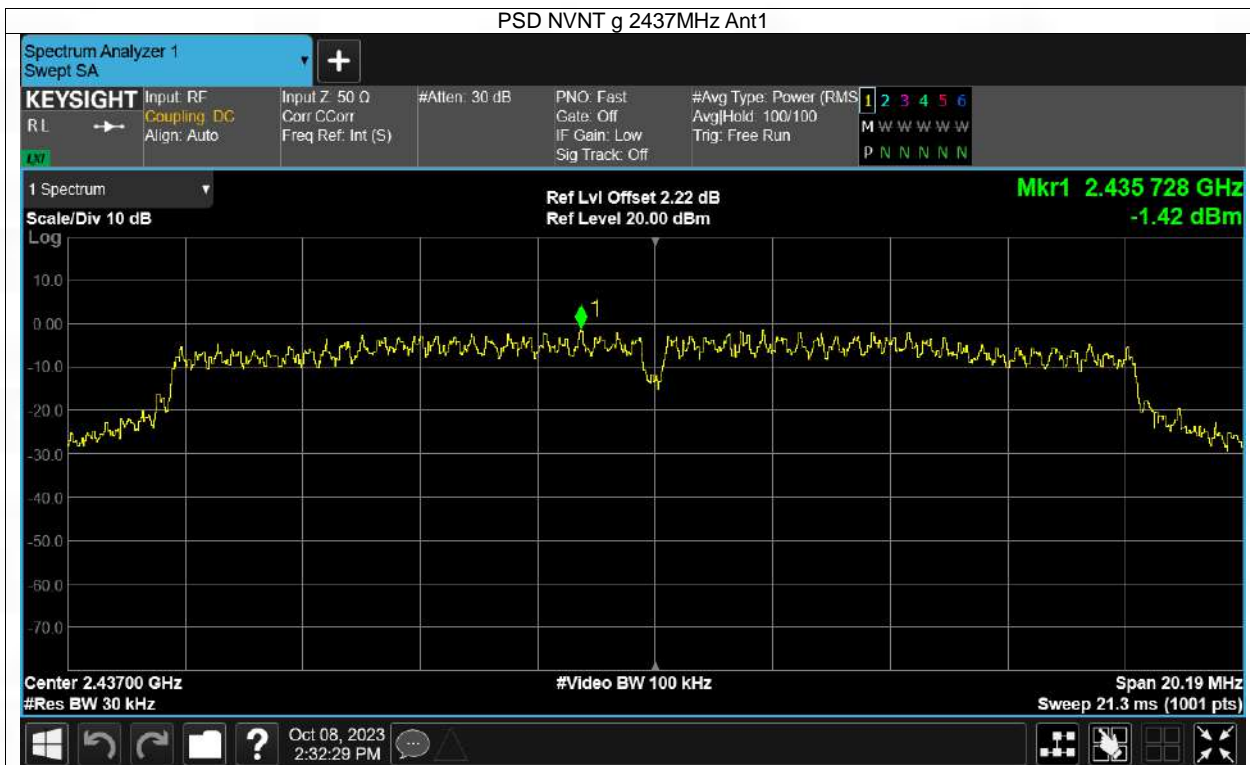 PSD NVNT g 2437MHz Ant1
Spectrum Analyzer 1
Swept SA
KEYSIGHT
RL
LXI
Input: RF
Coupling: DC
Align: Auto
Input Z: 50 Ω
Corr CCorr
Freq Ref: Int (S)
#Atten: 30 dB
PNO: Fast
Gate: Off
IF Gain: Low
Sig Track: Off
#Avg Type: Power (RMS
Avg|Hold: 100/100
Trig: Free Run
1 2 3 4 5 6
M W W W W W
P N N N N N
1 Spectrum
Scale/Div 10 dB
Ref Lvl Offset 2.22 dB
Ref Level 20.00 dBm
Mkr1 2.435 728 GHz
-1.42 dBm
Log
10.0
0.00
-10.0
-20.0
-30.0
-40.0
-50.0
-60.0
-70.0
1
Center 2.43700 GHz
#Res BW 30 kHz
#Video BW 100 kHz
Span 20.19 MHz
Sweep 21.3 ms (1001 pts)
?
Oct 08, 2023
2:32:29 PM